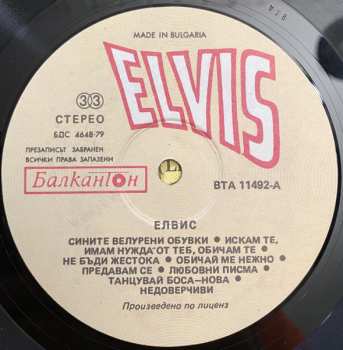 MADE IN BULGARIA
ELVIS
33
СТЕРЕО
БДС 4648-79
ПРЕЗАПИСЪТ ЗАБРАНЕН
ВСИЧКИ ПРАВА ЗАПАЗЕНИ
Балкантон
ВТА 11492-А
ЕЛВИС
СИНИТЕ ВЕЛУРЕНИ ОБУВКИ • ИСКАМ ТЕ,
ИМАМ НУЖДА ОТ ТЕБ, ОБИЧАМ ТЕ •
НЕ БЪДИ ЖЕСТОКА • ОБИЧАЙ МЕ НЕЖНО •
ПРЕДАВАМ СЕ • ЛЮБОВНИ ПИСМА •
ТАНЦУВАЙ БОСА-НОВА •
НЕДОВЕРЧИВИ
Произведено по лиценз